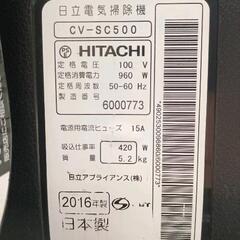 日立電気掃除機
CV-SC500
PS E HITACHI
定格電圧 100 V
定格消費電力 960 W
定格周波数 50-60 Hz
製造番号
6000773
電源用電流ヒューズ 15A
吸込仕事率 420 W
質量 5.2 kg
日立アプライアンス(株)
2016年製
日本製